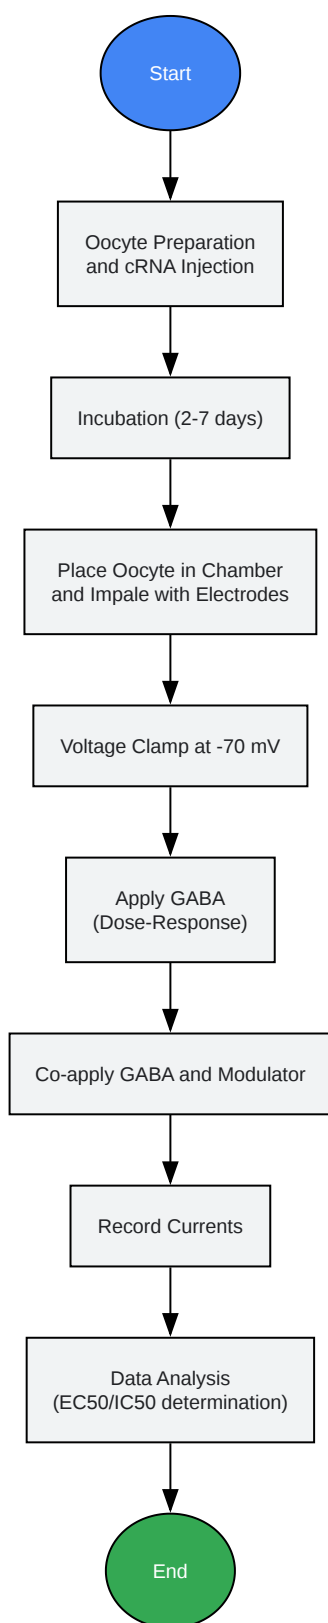 Start
Oocyte Preparation
and cRNA Injection
Incubation (2-7 days)
Place Oocyte in Chamber
and Impale with Electrodes
Voltage Clamp at -70 mV
Apply GABA
(Dose-Response)
Co-apply GABA and Modulator
Record Currents
Data Analysis
(EC50/IC50 determination)
End